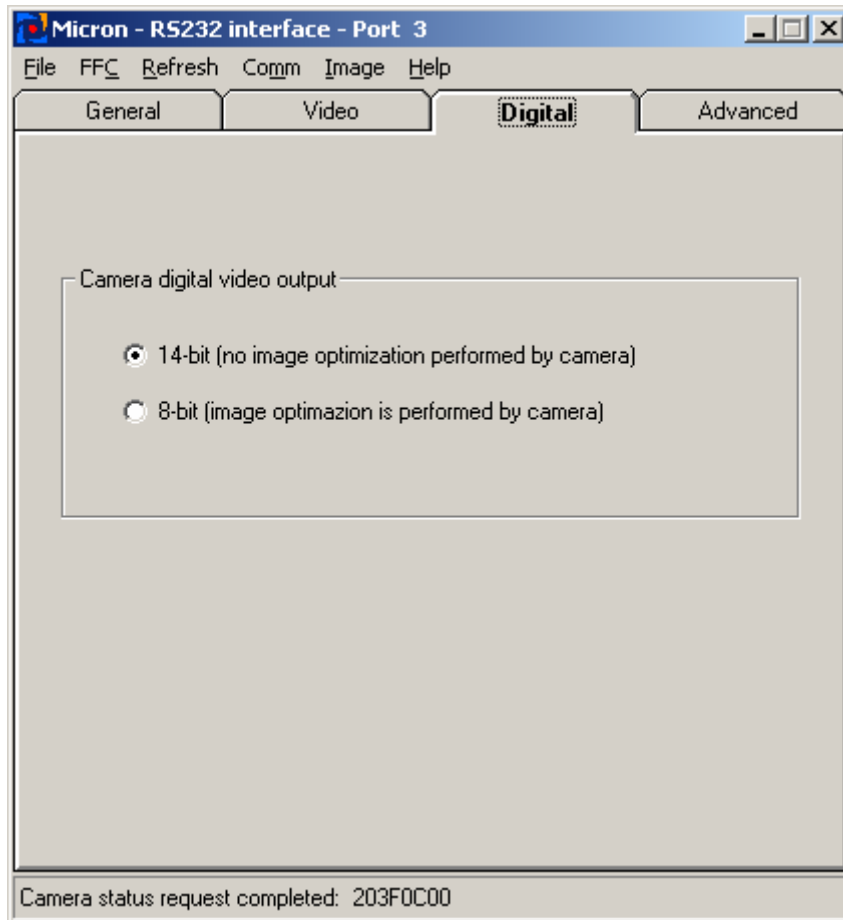 Micron - RS232 interface - Port 3
File FFC Refresh Comm Image Help
General Video Digital Advanced
Camera digital video output
14-bit (no image optimization performed by camera)
8-bit (image optimazion is performed by camera)
Camera status request completed: 203F0C00